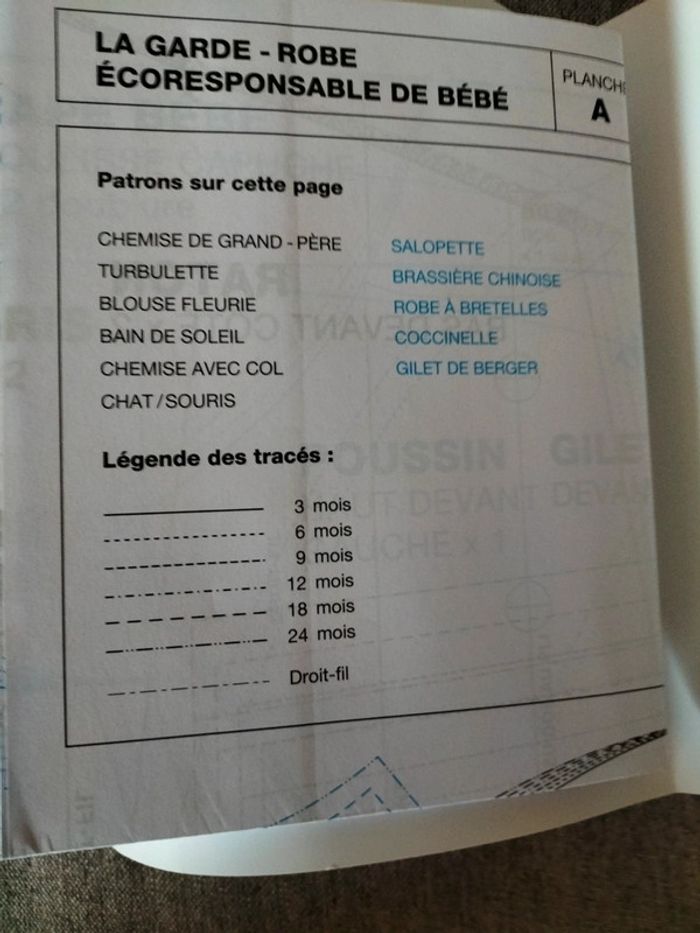 LA GARDE - ROBE
ÉCORESPONSABLE DE BÉBÉ
PLANCHE
A
Patrons sur cette page
CHEMISE DE GRAND - PÈRE
TURBULETTE
BLOUSE FLEURIE
BAIN DE SOLEIL
CHEMISE AVEC COL
CHAT / SOURIS
SALOPETTE
BRASSIÈRE CHINOISE
ROBE À BRETELLES
COCCINELLE
GILET DE BERGER
Légende des tracés :
3 mois
6 mois
9 mois
12 mois
18 mois
24 mois
Droit-fil